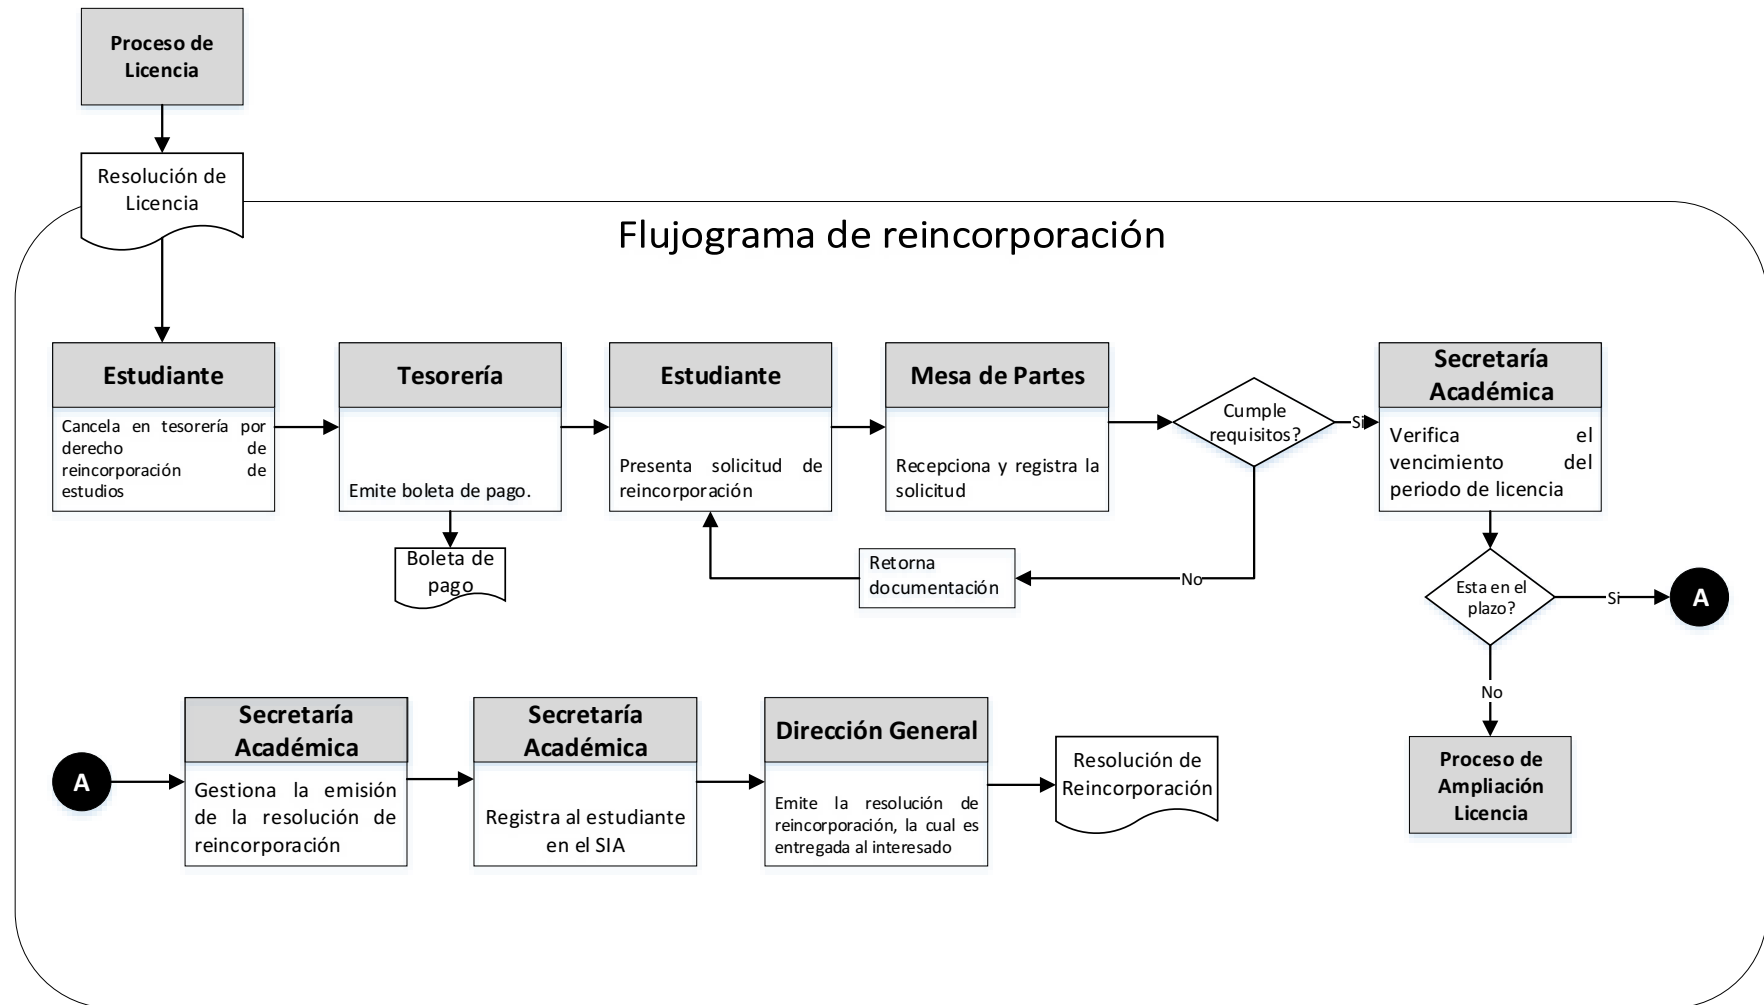 Proceso de
Licencia
Resolución de
Licencia
Flujograma de reincorporación
Estudiante
Cancela en tesorería por
derecho de
reincorporación de
estudios
Tesorería
Emite boleta de pago.
Boleta de
pago
Estudiante
Presenta solicitud de
reincorporación
Mesa de Partes
Recepciona y registra la
solicitud
Cumple
requisitos?
Si
No
Retorna
documentación
Secretaría
Académica
Verifica el
vencimiento del
periodo de licencia
Esta en el
plazo?
Si
A
No
Proceso de
Ampliación
Licencia
A
Secretaría
Académica
Gestiona la emisión
de la resolución de
reincorporación
Secretaría
Académica
Registra al estudiante
en el SIA
Dirección General
Emite la resolución de
reincorporación, la cual es
entregada al interesado
Resolución de
Reincorporación